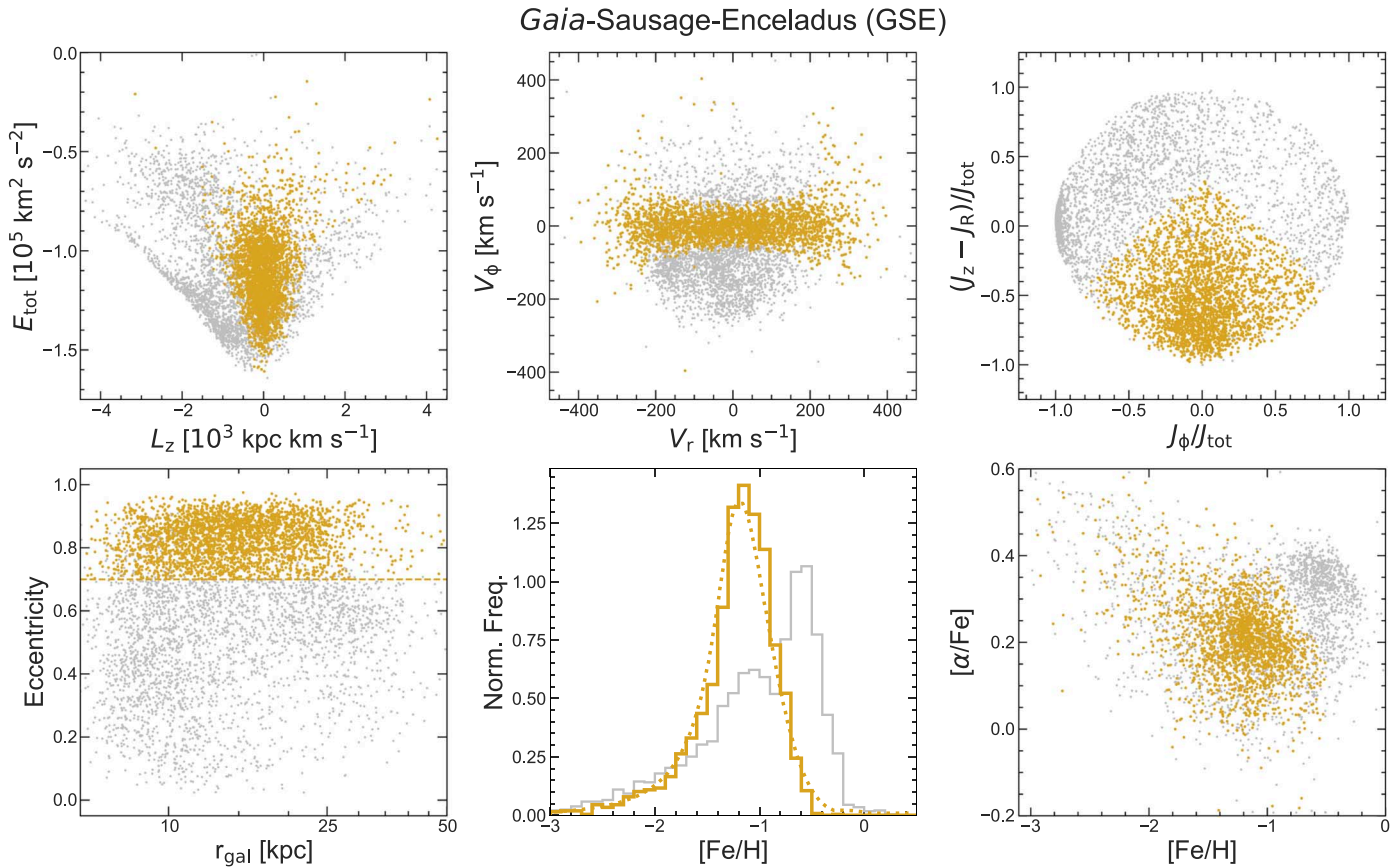 Gaia-Sausage-Enceladus (GSE)
0.0
−0.5
−1.0
−1.5
E_tot [10^5 km^2 s^−2]
−4 −2 0 2 4
L_z [10^3 kpc km s^−1]
400
200
0
−200
−400
V_ϕ [km s^−1]
−400 −200 0 200 400
V_r [km s^−1]
1.0
0.5
0.0
−0.5
−1.0
(J_z − J_R)/J_tot
−1.0 −0.5 0.0 0.5 1.0
J_ϕ/J_tot
1.0
0.8
0.6
0.4
0.2
0.0
Eccentricity
10 25 50
r_gal [kpc]
1.25
1.00
0.75
0.50
0.25
0.00
Norm. Freq.
−3 −2 −1 0
[Fe/H]
0.6
0.4
0.2
0.0
−0.2
[α/Fe]
−3 −2 −1 0
[Fe/H]